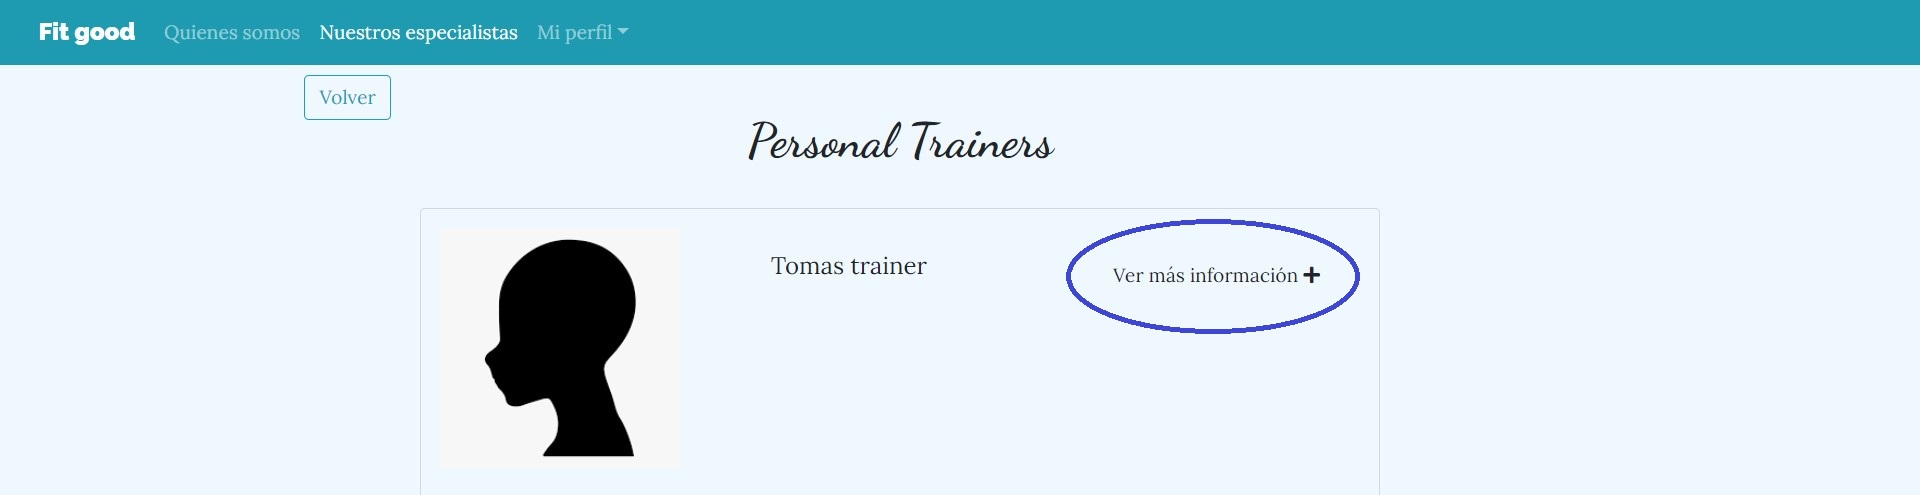 Fit good Quienes somos Nuestros especialistas Mi perfil
Volver
Personal Trainers
Tomas trainer
Ver más información +